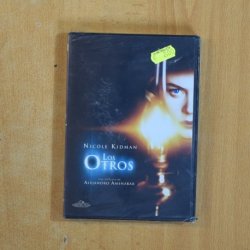 NICOLE KIDMAN
LOS
OTROS
ALEJANDRO AMENÁBAR